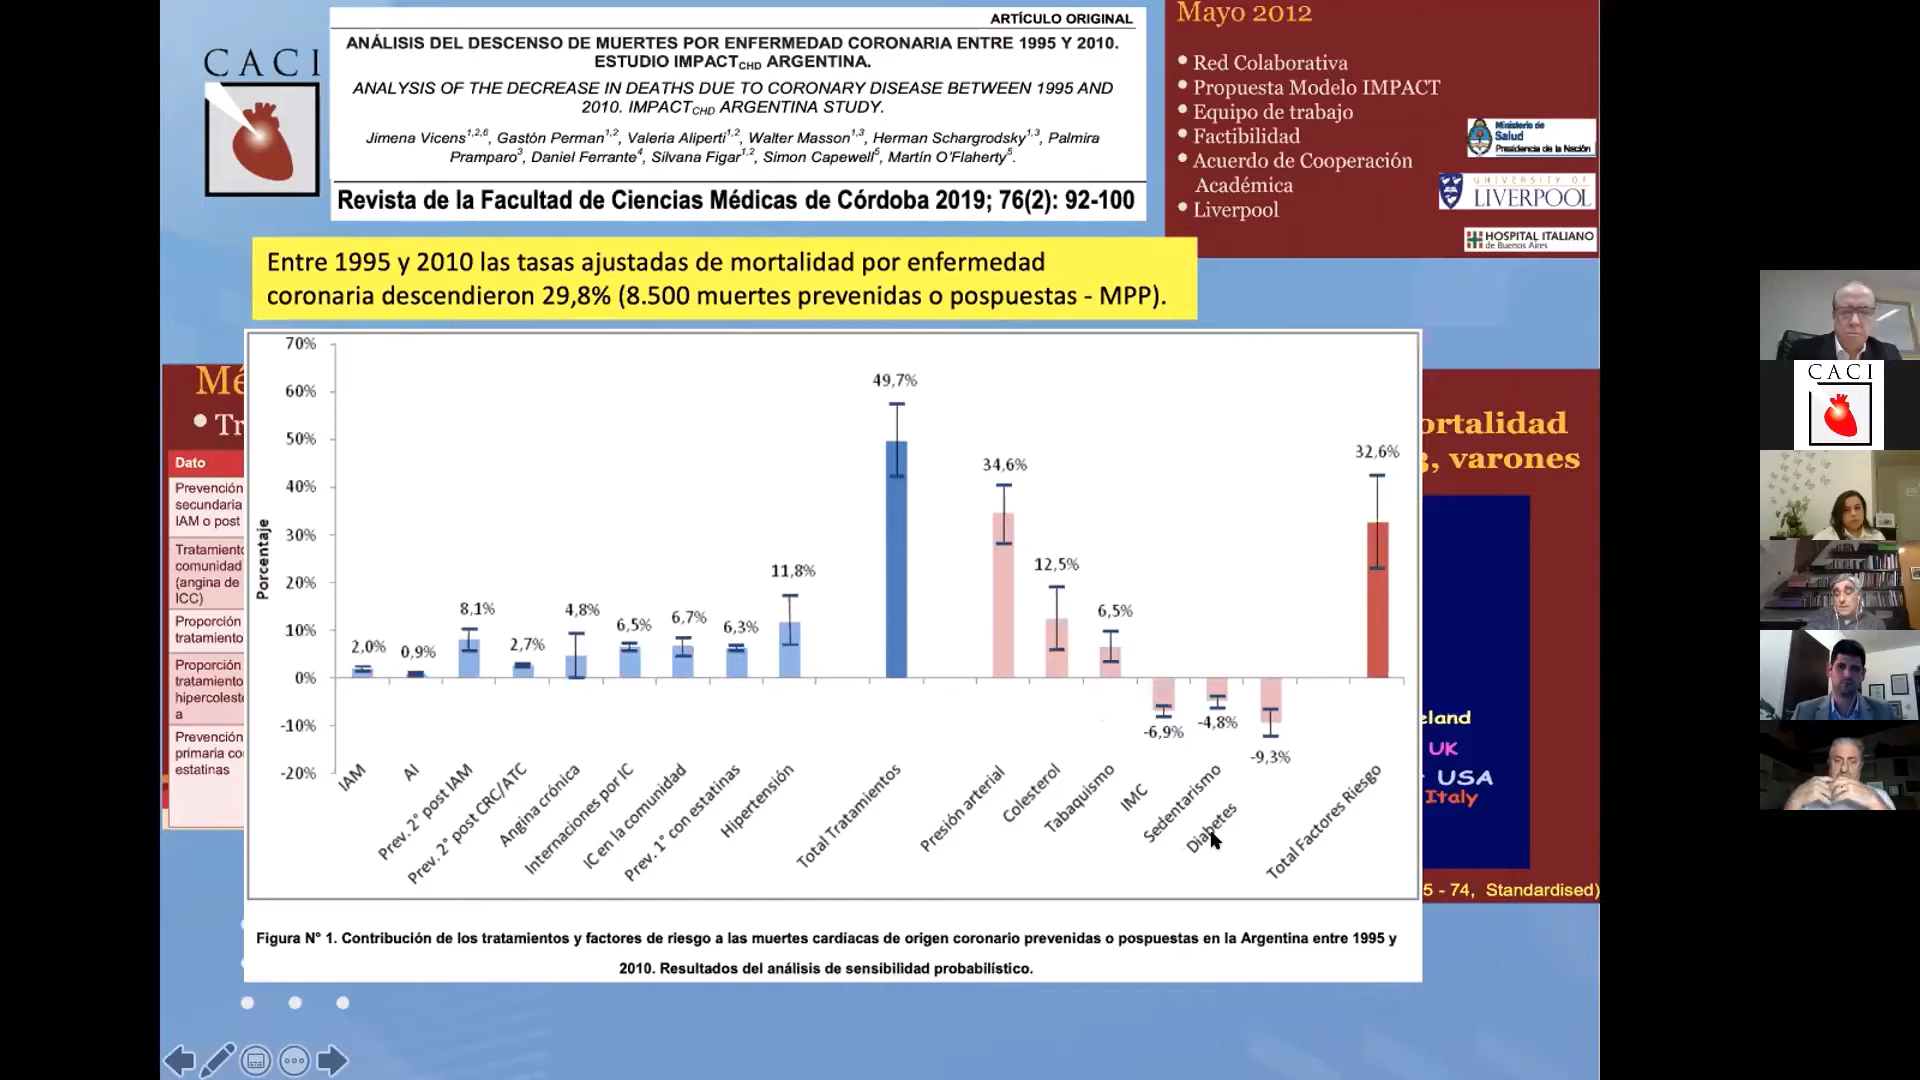 CACI
ARTÍCULO ORIGINAL
ANÁLISIS DEL DESCENSO DE MUERTES POR ENFERMEDAD CORONARIA ENTRE 1995 Y 2010.
ESTUDIO IMPACTCHD ARGENTINA.
ANALYSIS OF THE DECREASE IN DEATHS DUE TO CORONARY DISEASE BETWEEN 1995 AND
2010. IMPACTCHD ARGENTINA STUDY.
Jimena Vicens1,2,6, Gastón Perman1,2, Valeria Aliperti1,2, Walter Masson1,3, Herman Schargrodsky1,3, Palmira
Pramparo3, Daniel Ferrante4, Silvana Figar1,2, Simon Capewell5, Martín O'Flaherty5.
Revista de la Facultad de Ciencias Médicas de Córdoba 2019; 76(2): 92-100
Mayo 2012
• Red Colaborativa
• Propuesta Modelo IMPACT
• Equipo de trabajo
• Factibilidad
• Acuerdo de Cooperación
Académica
• Liverpool
Ministerio de
Salud
Presidencia de la Nación
UNIVERSITY OF
LIVERPOOL
HOSPITAL ITALIANO
de Buenos Aires
Entre 1995 y 2010 las tasas ajustadas de mortalidad por enfermedad
coronaria descendieron 29,8% (8.500 muertes prevenidas o pospuestas - MPP).
Mé
• Tr
Dato
Prevención
secundaria
IAM o post
Tratamiento
comunidad
(angina de
ICC)
Proporción
tratamiento
Proporción
tratamiento
hipercoleste
a
Prevención
primaria co
estatinas
Porcentaje
70%
60%
50%
40%
30%
20%
10%
0%
-10%
-20%
2,0%
0,9%
8,1%
2,7%
4,8%
6,5%
6,7%
6,3%
11,8%
49,7%
34,6%
12,5%
6,5%
-6,9%
-4,8%
-9,3%
32,6%
IAM
AI
Prev. 2° post IAM
Prev. 2° post CRC/ATC
Angina crónica
Internaciones por IC
IC en la comunidad
Prev. 1° con estatinas
Hipertensión
Total Tratamientos
Presión arterial
Colesterol
Tabaquismo
IMC
Sedentarismo
Diabetes
Total Factores Riesgo
ortalidad
3, varones
eland
UK
USA
Italy
5 - 74, Standardised)
Figura N° 1. Contribución de los tratamientos y factores de riesgo a las muertes cardíacas de origen coronario prevenidas o pospuestas en la Argentina entre 1995 y
2010. Resultados del análisis de sensibilidad probabilístico.
CACI